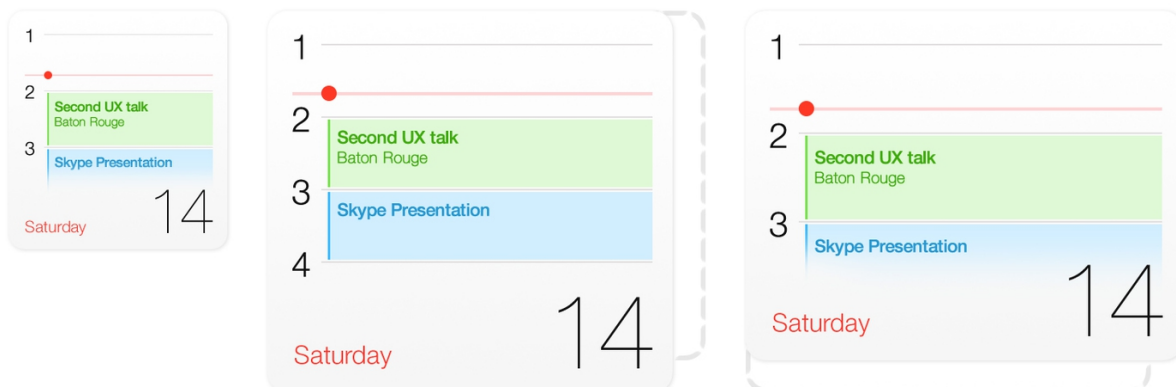 1
2
Second UX talk
Baton Rouge
3
Skype Presentation
14
Saturday
1
2
Second UX talk
Baton Rouge
3
Skype Presentation
4
14
Saturday
1
2
Second UX talk
Baton Rouge
3
Skype Presentation
14
Saturday